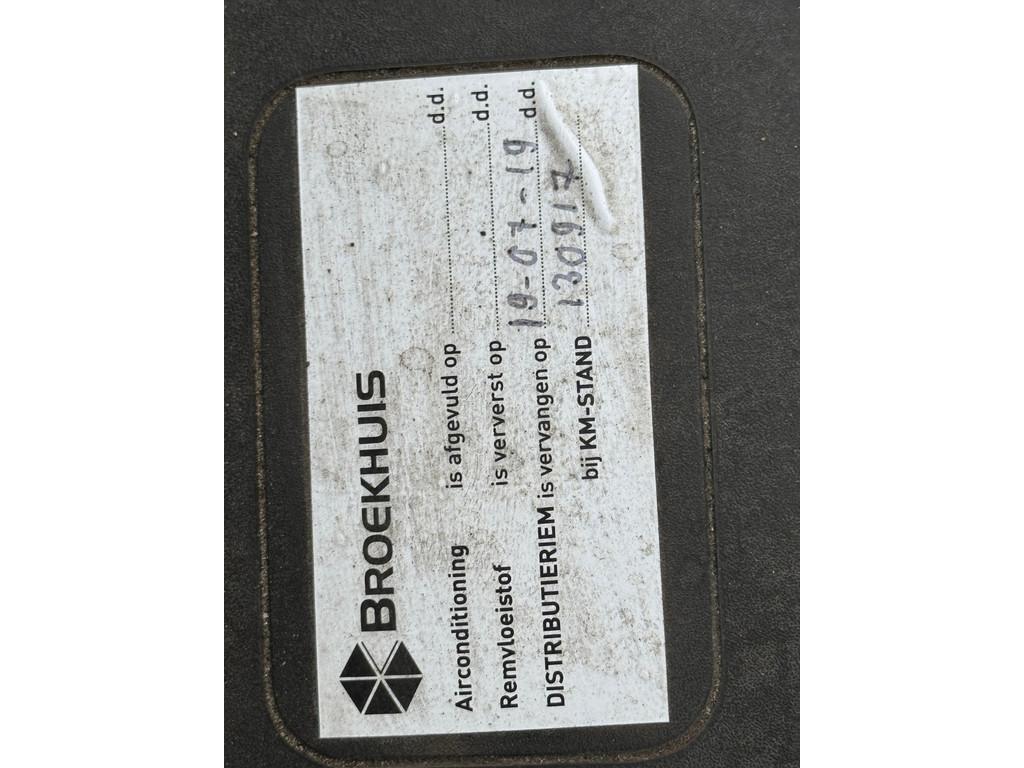 BROEKHUIS
Airconditioning is afgevuld op ........ d.d.
Remvloeistof is ververst op ........ d.d.
DISTRIBUTIERIEM is vervangen op 19-07-19 d.d.
bij KM-STAND 130917